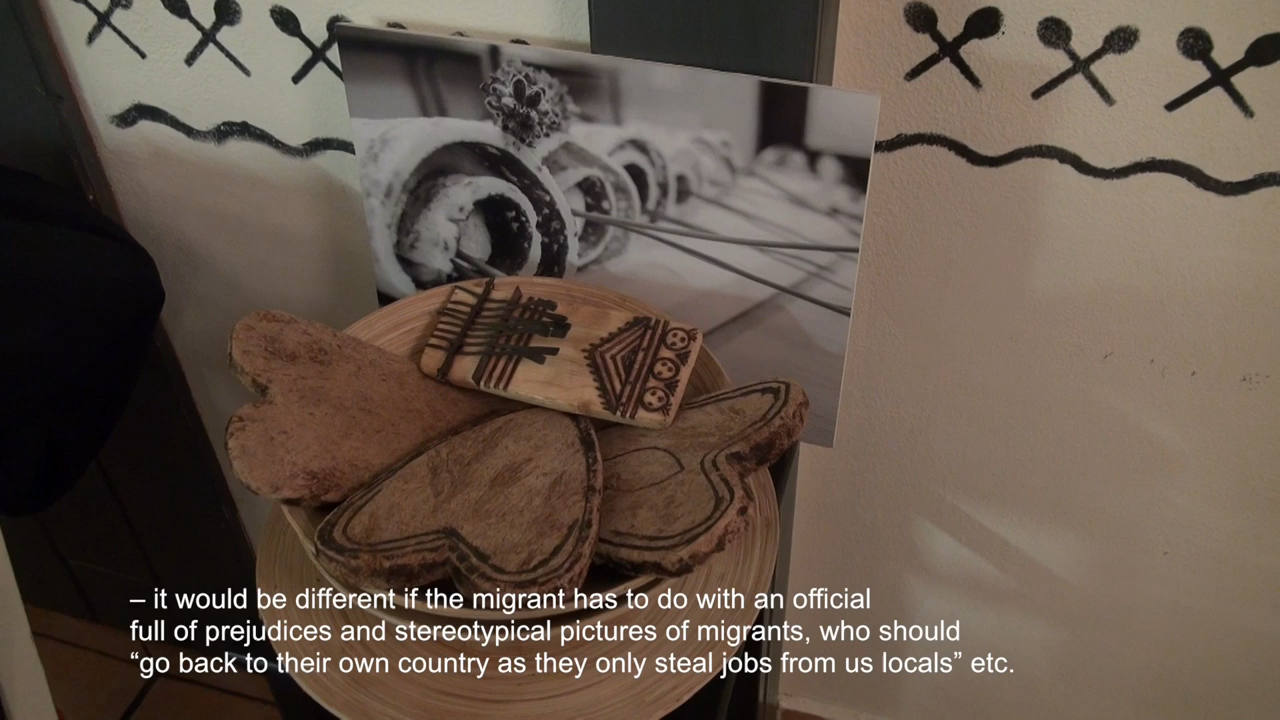 – it would be different if the migrant has to do with an official
full of prejudices and stereotypical pictures of migrants, who should
“go back to their own country as they only steal jobs from us locals” etc.